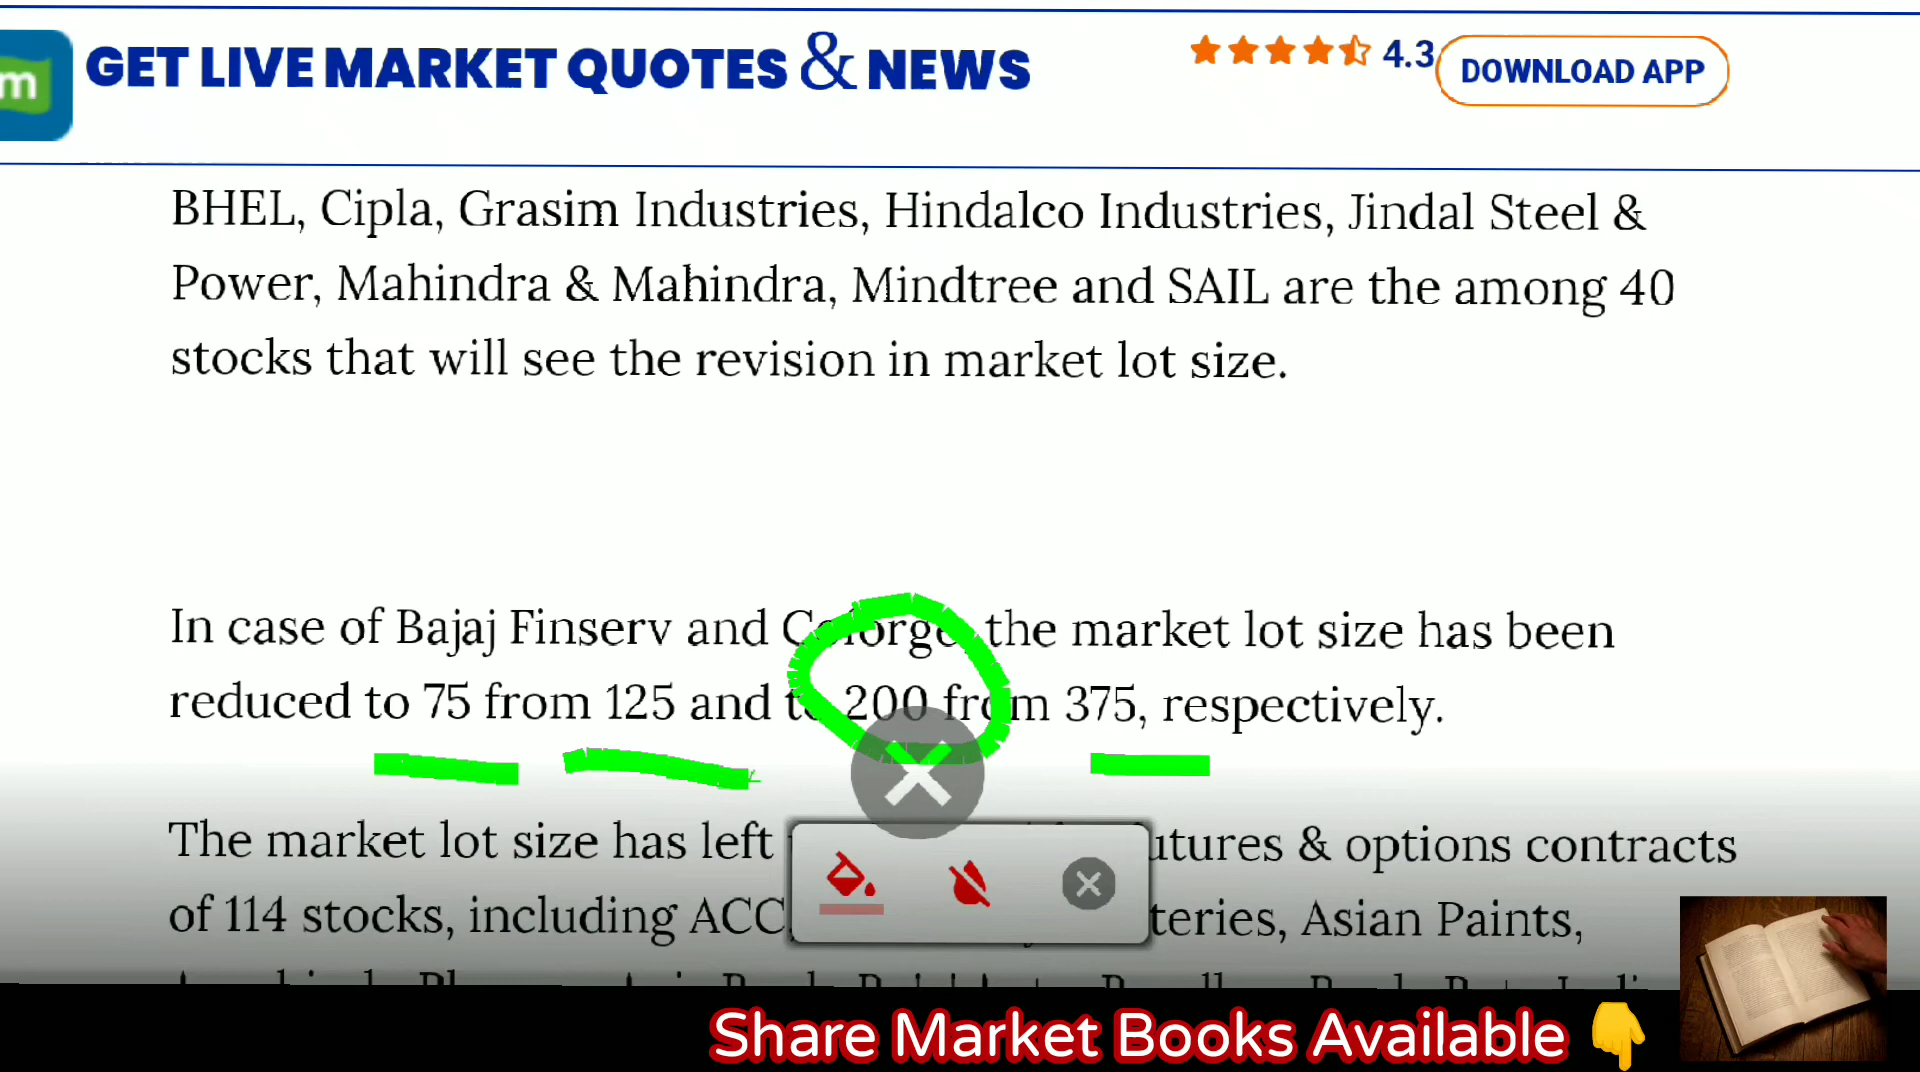 m
GET LIVE MARKET QUOTES & NEWS
4.3
DOWNLOAD APP
BHEL, Cipla, Grasim Industries, Hindalco Industries, Jindal Steel &
Power, Mahindra & Mahindra, Mindtree and SAIL are the among 40
stocks that will see the revision in market lot size.
In case of Bajaj Finserv and Coforge, the market lot size has been
reduced to 75 from 125 and to 200 from 375, respectively.
The market lot size has left utures & options contracts
of 114 stocks, including ACC, teries, Asian Paints,
Share Market Books Available 👇